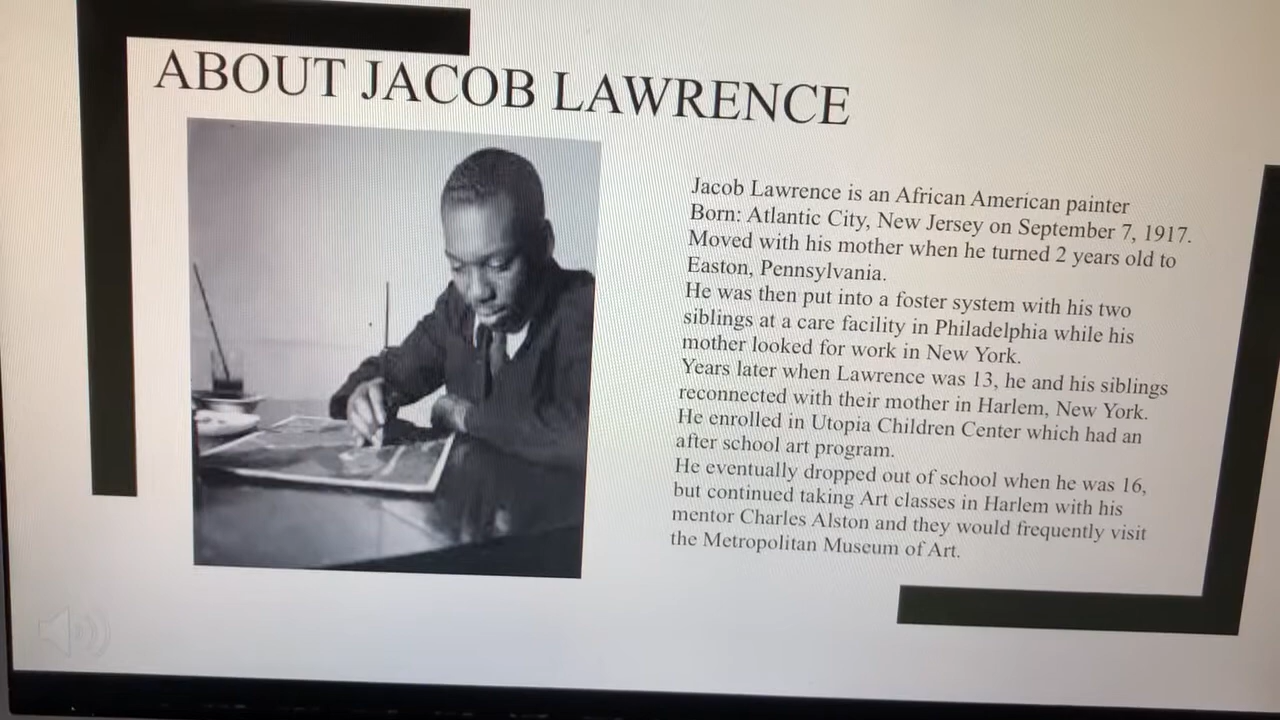 ABOUT JACOB LAWRENCE
Jacob Lawrence is an African American painter
Born: Atlantic City, New Jersey on September 7, 1917.
Moved with his mother when he turned 2 years old to
Easton, Pennsylvania.
He was then put into a foster system with his two
siblings at a care facility in Philadelphia while his
mother looked for work in New York.
Years later when Lawrence was 13, he and his siblings
reconnected with their mother in Harlem, New York.
He enrolled in Utopia Children Center which had an
after school art program.
He eventually dropped out of school when he was 16,
but continued taking Art classes in Harlem with his
mentor Charles Alston and they would frequently visit
the Metropolitan Museum of Art.